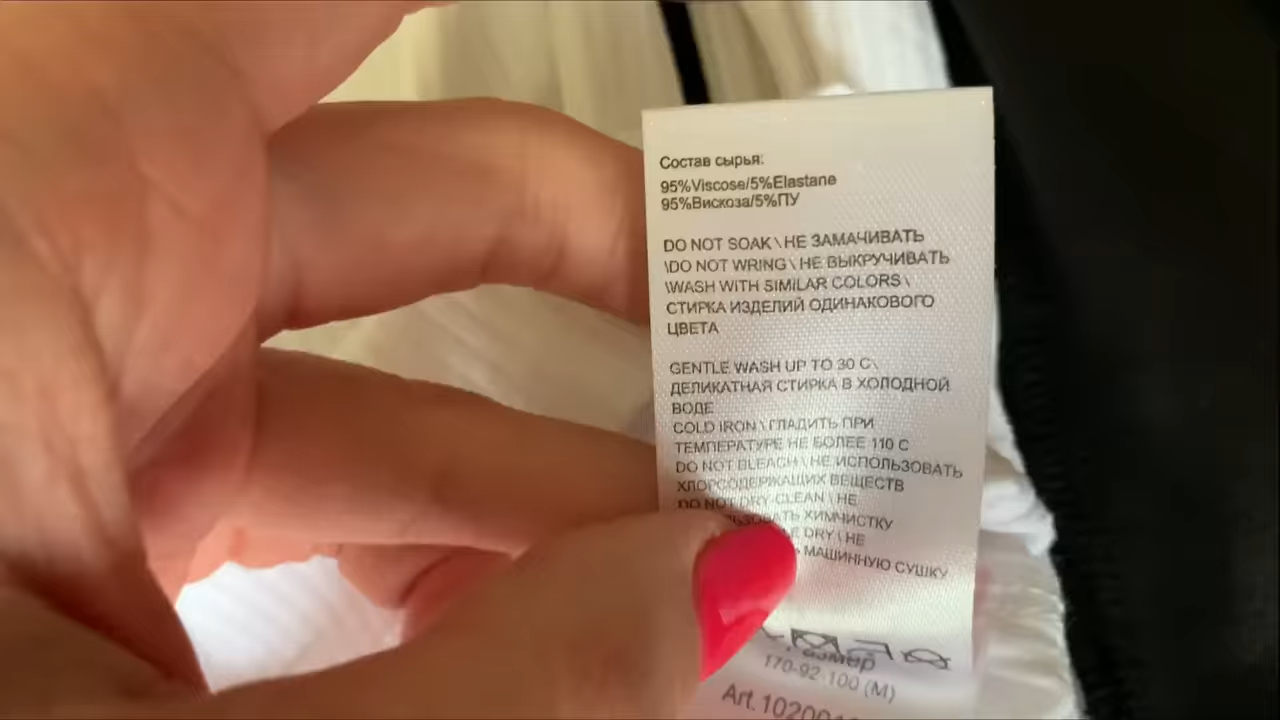 Состав сырья:
95%Viscose/5%Elastane
95%Вискоза/5%ПУ
DO NOT SOAK \ НЕ ЗАМАЧИВАТЬ
\DO NOT WRING \ НЕ ВЫКРУЧИВАТЬ
\WASH WITH SIMILAR COLORS \
СТИРКА ИЗДЕЛИЙ ОДИНАКОВОГО
ЦВЕТА
GENTLE WASH UP TO 30 C\
ДЕЛИКАТНАЯ СТИРКА В ХОЛОДНОЙ
ВОДЕ
COLD IRON \ ГЛАДИТЬ ПРИ
ТЕМПЕРАТУРЕ НЕ БОЛЕЕ 110 С
DO NOT BLEACH \ НЕ ИСПОЛЬЗОВАТЬ
ХЛОРСОДЕРЖАЩИХ ВЕЩЕСТВ
DO NOT DRY-CLEAN \ НЕ
ХИМЧИСТКУ
DRY \ НЕ
МАШИННУЮ СУШКУ
170-92-100 (M)
Art.